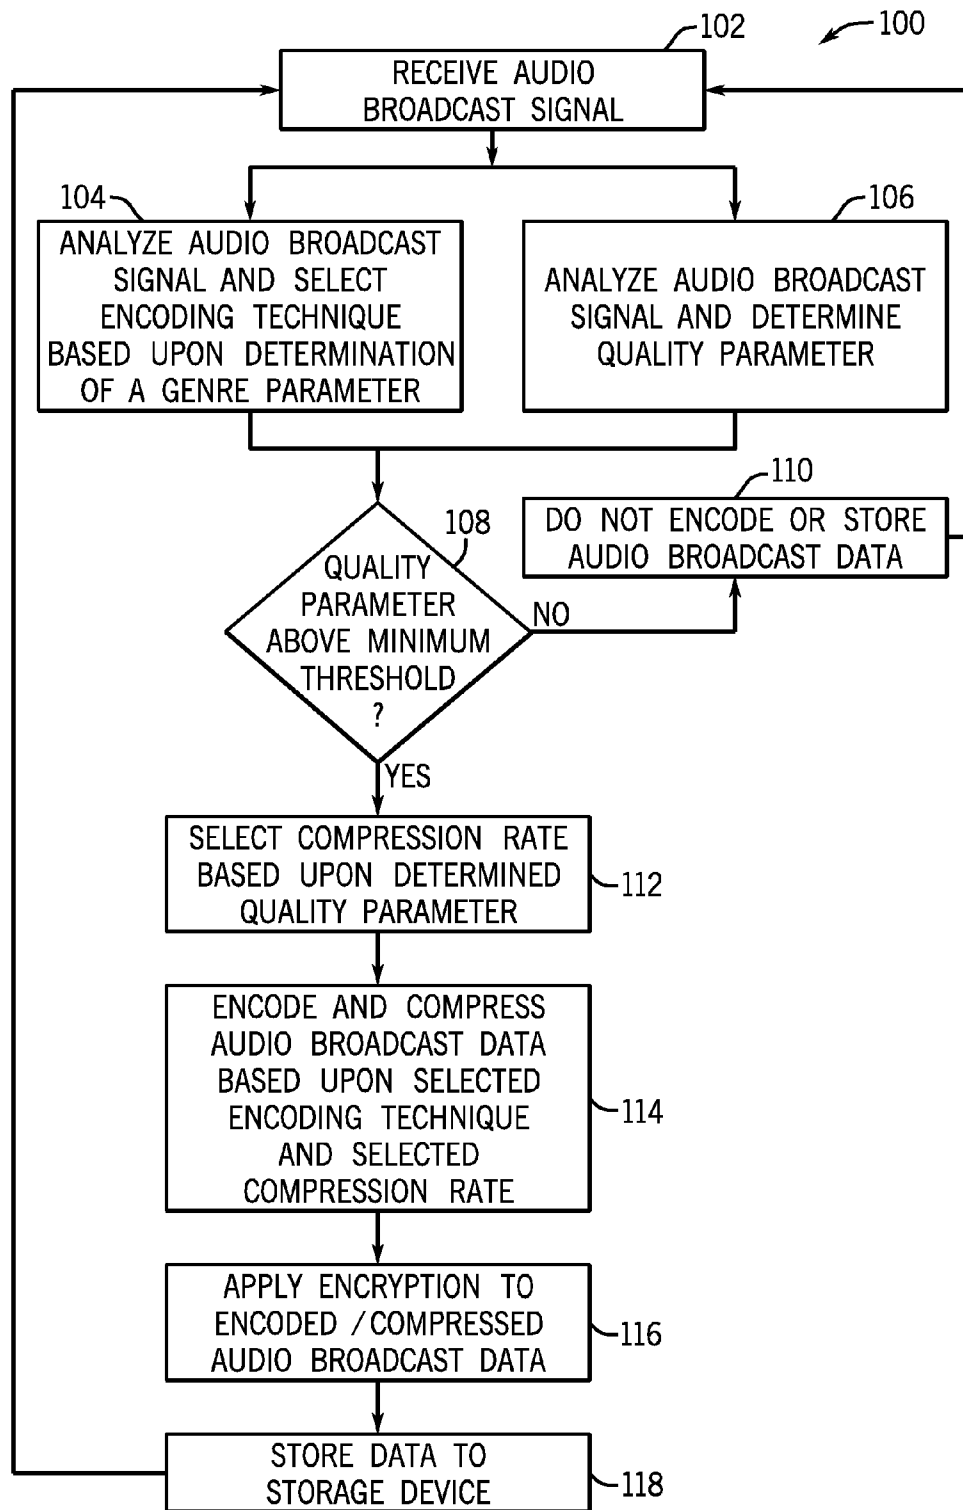 100
102
RECEIVE AUDIO
BROADCAST SIGNAL
104
ANALYZE AUDIO BROADCAST
SIGNAL AND SELECT
ENCODING TECHNIQUE
BASED UPON DETERMINATION
OF A GENRE PARAMETER
106
ANALYZE AUDIO BROADCAST
SIGNAL AND DETERMINE
QUALITY PARAMETER
108
QUALITY
PARAMETER
ABOVE MINIMUM
THRESHOLD
?
NO
110
DO NOT ENCODE OR STORE
AUDIO BROADCAST DATA
YES
SELECT COMPRESSION RATE
BASED UPON DETERMINED
QUALITY PARAMETER
112
ENCODE AND COMPRESS
AUDIO BROADCAST DATA
BASED UPON SELECTED
ENCODING TECHNIQUE
AND SELECTED
COMPRESSION RATE
114
APPLY ENCRYPTION TO
ENCODED /COMPRESSED
AUDIO BROADCAST DATA
116
STORE DATA TO
STORAGE DEVICE
118